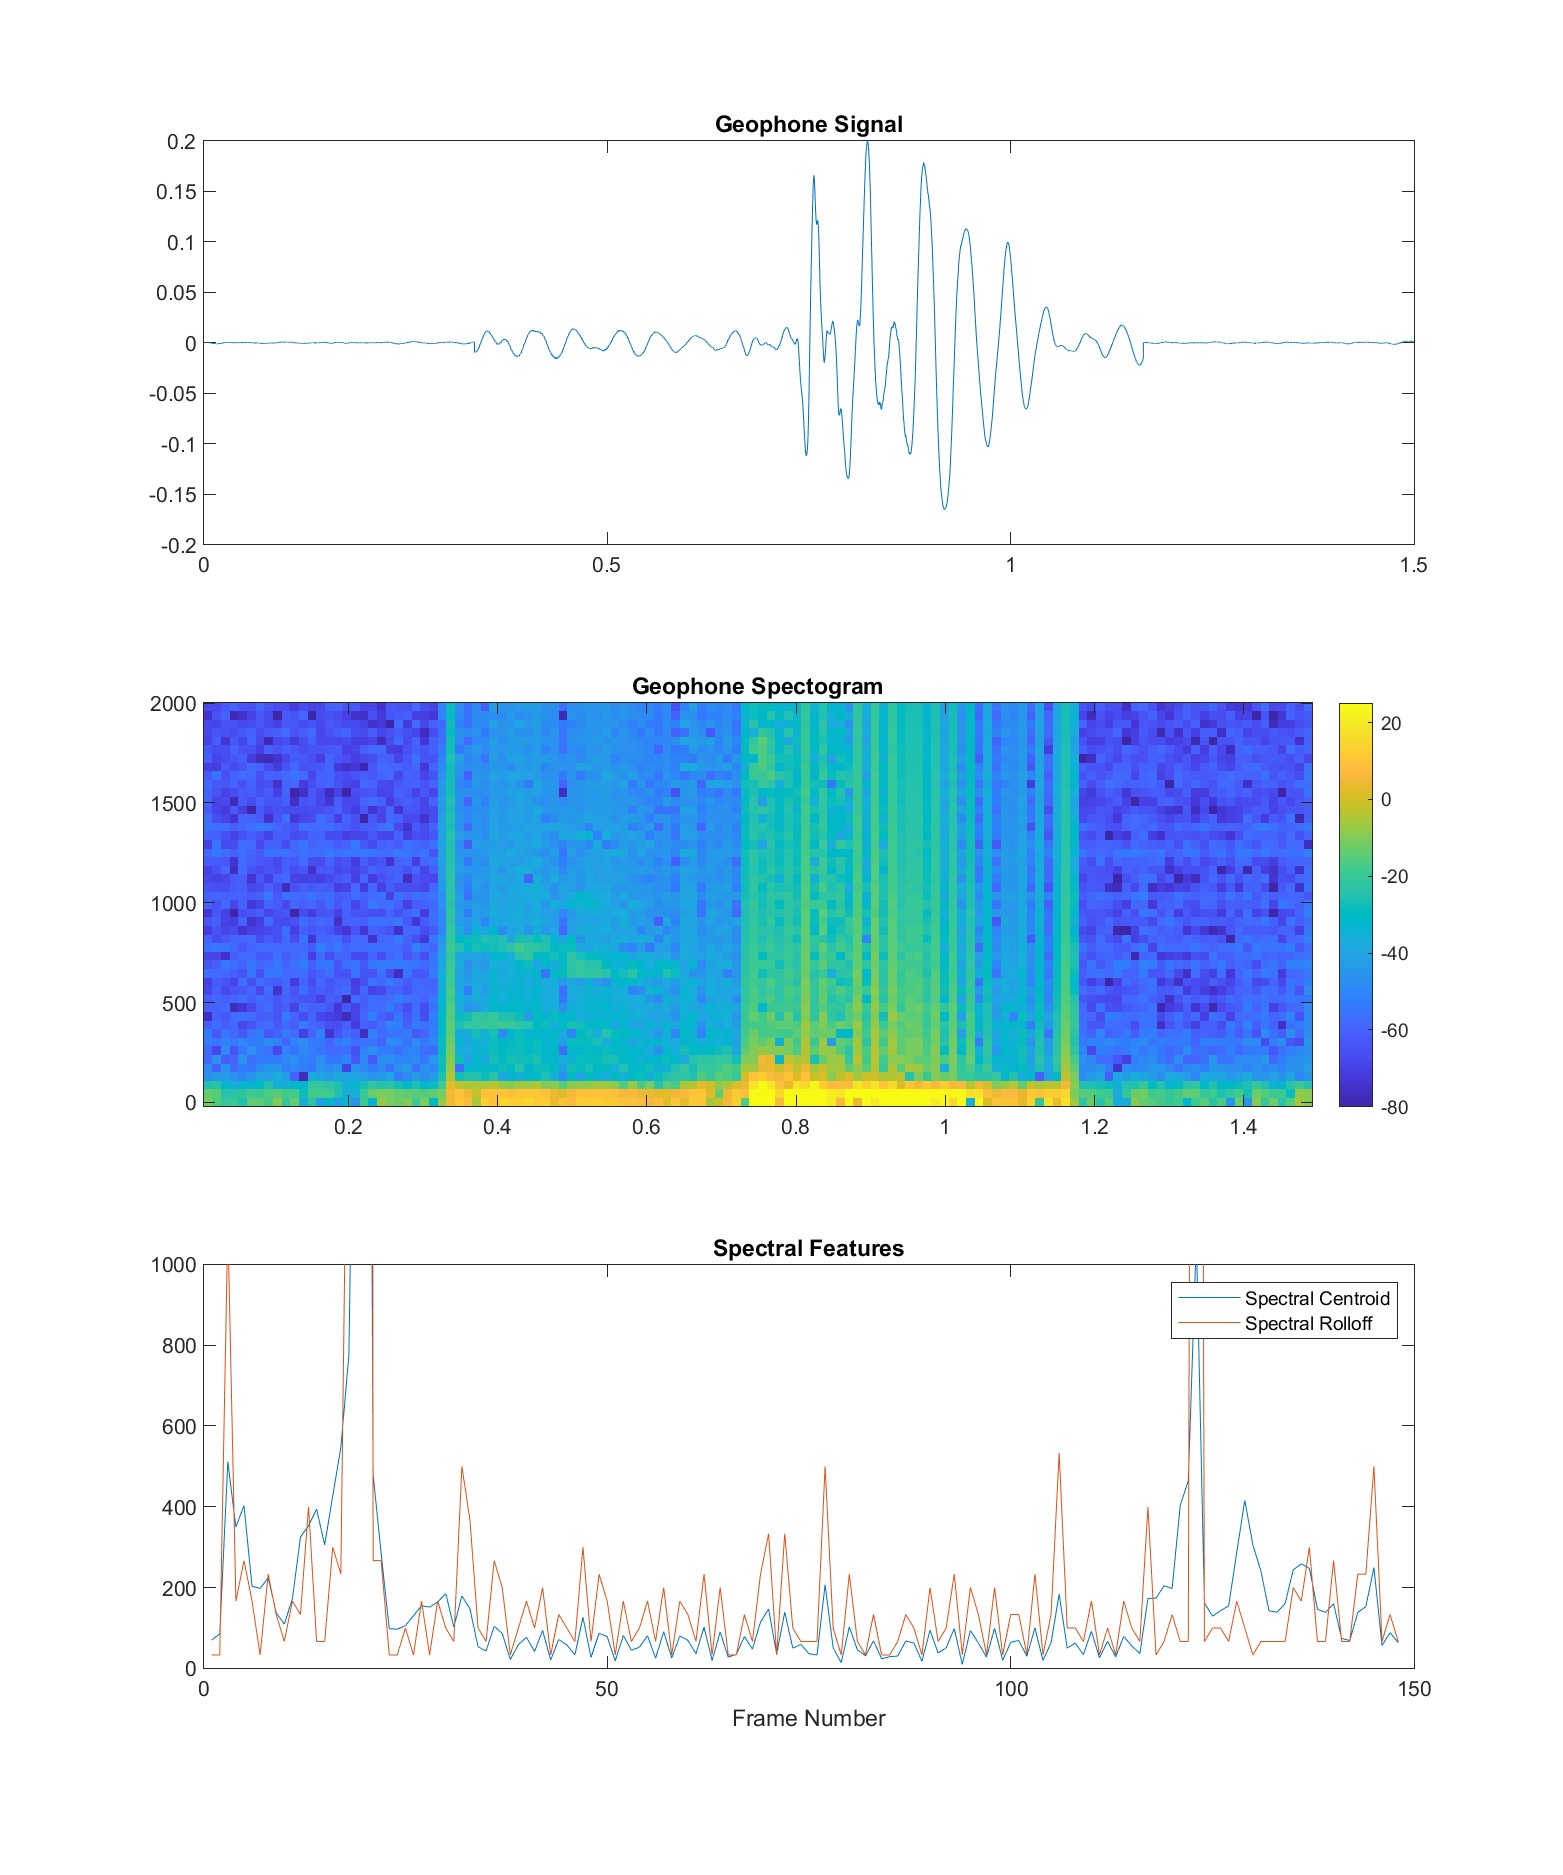 Geophone Signal
0.2
0.15
0.1
0.05
0
-0.05
-0.1
-0.15
-0.2
0 0.5 1 1.5
Geophone Spectogram
2000
1500
1000
500
0
0.2 0.4 0.6 0.8 1 1.2 1.4
20
0
-20
-40
-60
-80
Spectral Features
1000
800
600
400
200
0
0 50 100 150
Spectral Centroid
Spectral Rolloff
Frame Number